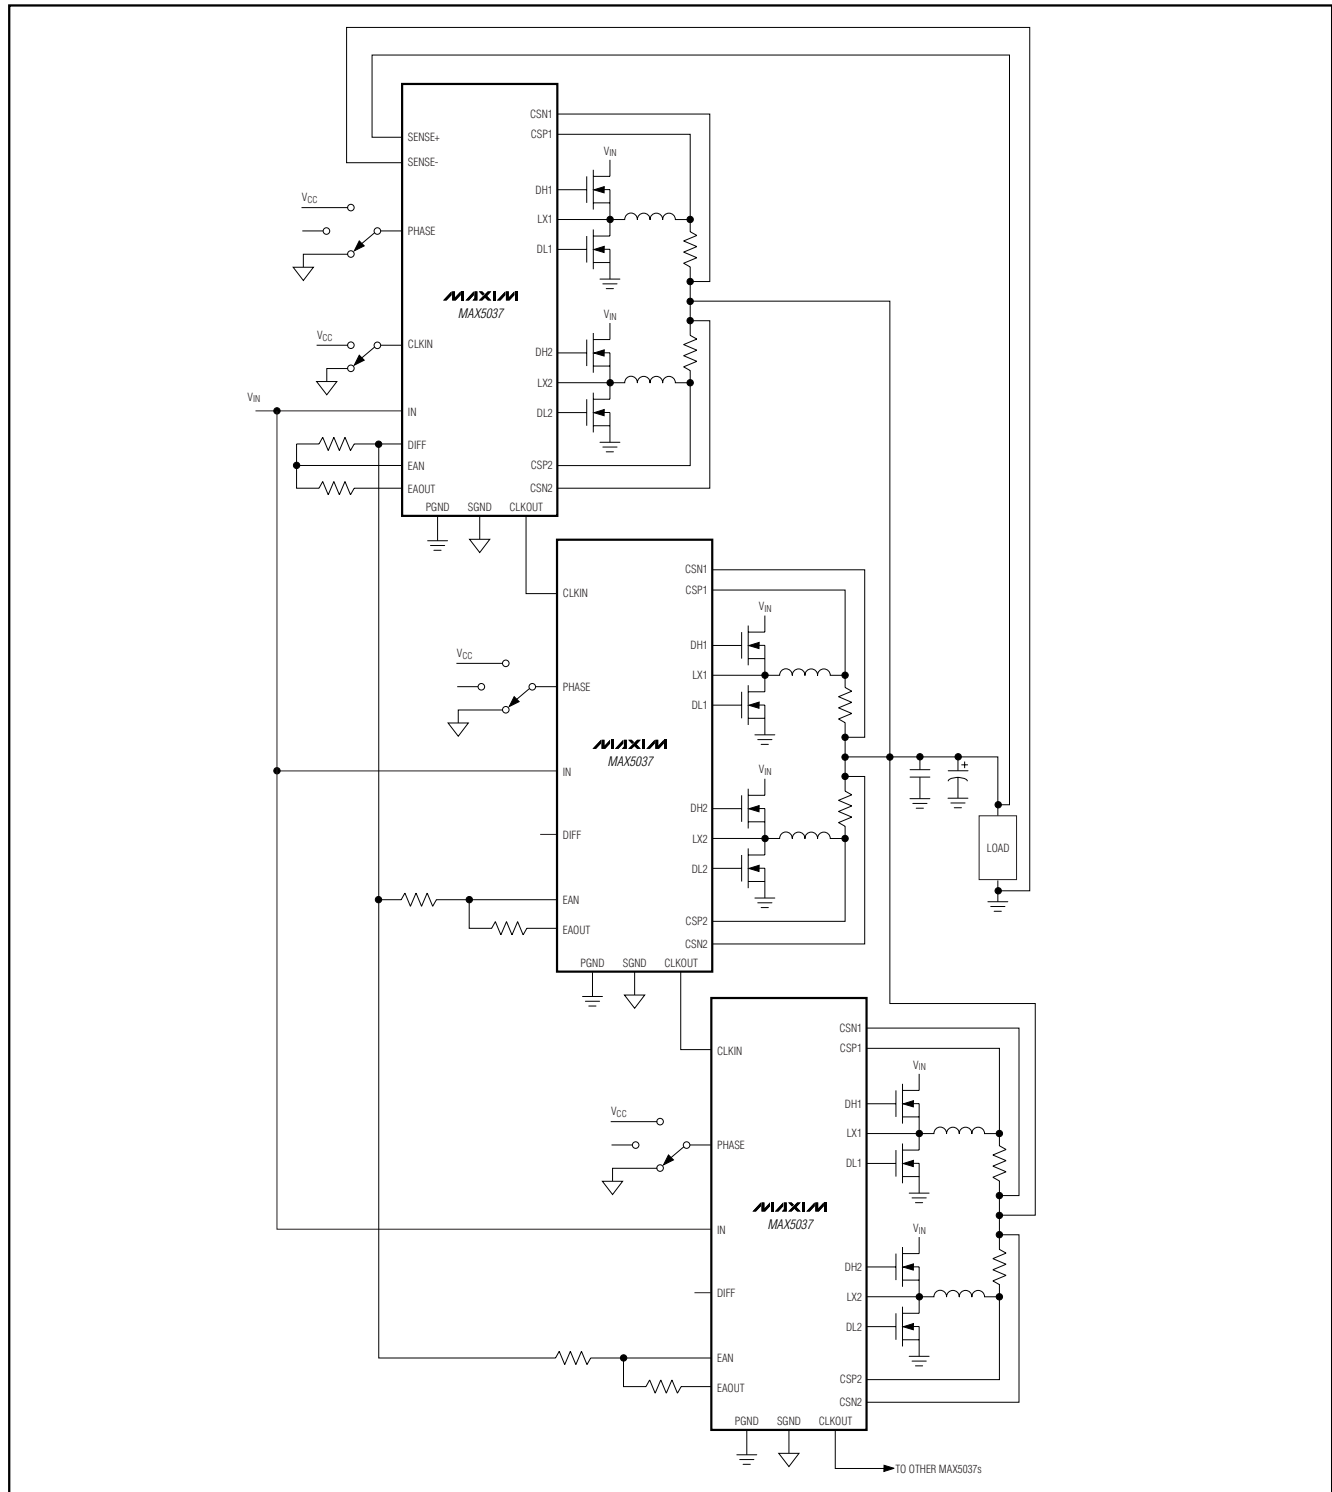 CSN1
CSP1
SENSE+
SENSE-
VIN
DH1
VCC
LX1
PHASE
DL1
MAXIM
MAX5037
VIN
VCC
CLKIN
DH2
LX2
VIN
IN
DL2
DIFF
EAN
CSP2
EAOUT
CSN2
PGND
SGND
CLKOUT
CSN1
CSP1
CLKIN
VIN
DH1
VCC
LX1
PHASE
DL1
MAXIM
MAX5037
VIN
IN
DH2
DIFF
LX2
LOAD
DL2
EAN
CSP2
EAOUT
CSN2
PGND
SGND
CLKOUT
CSN1
CSP1
CLKIN
VIN
DH1
VCC
LX1
PHASE
DL1
MAXIM
MAX5037
VIN
IN
DH2
DIFF
LX2
DL2
EAN
CSP2
EAOUT
CSN2
PGND
SGND
CLKOUT
TO OTHER MAX5037s